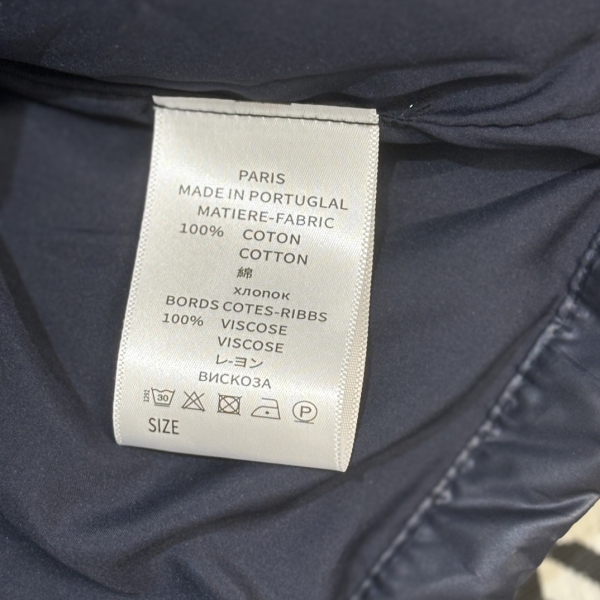 PARIS
MADE IN PORTUGLAL
MATIERE-FABRIC
100% COTON
COTTON
綿
хлопок
BORDS COTES-RIBBS
100% VISCOSE
VISCOSE
レ-ヨン
ВИСКОЗА
30 P
SIZE